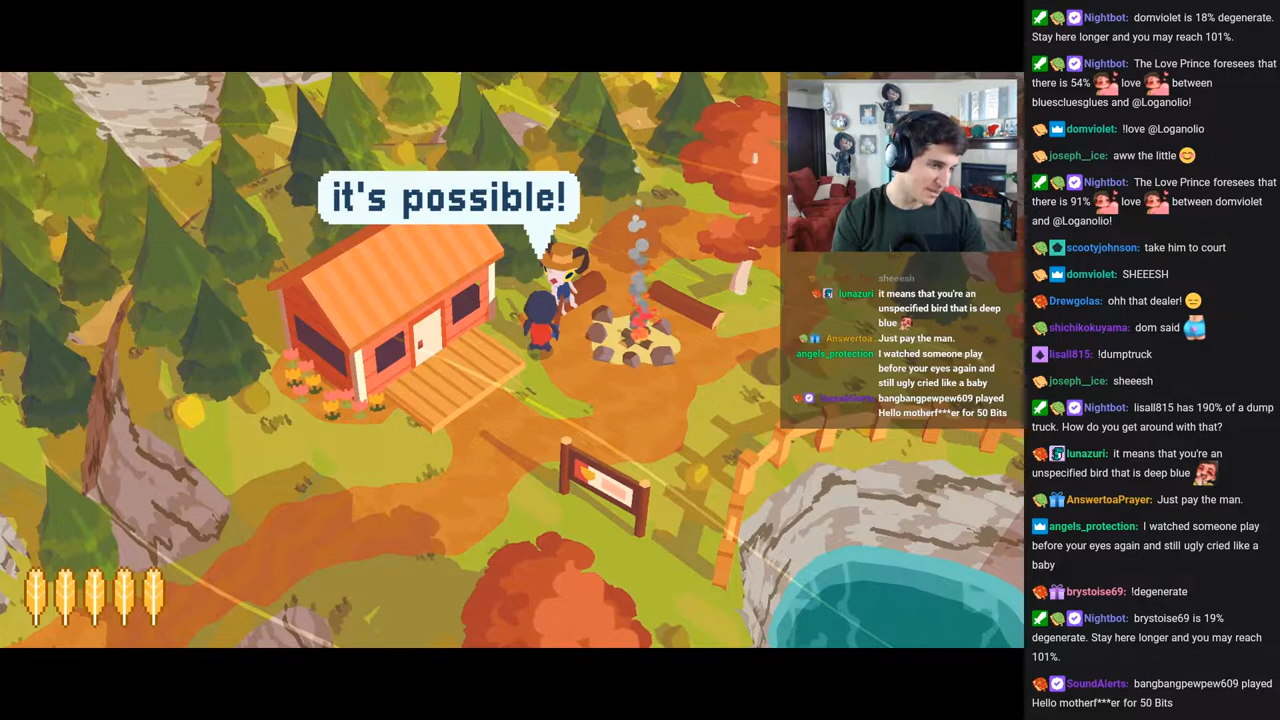 it's possible!
sheeesh
lunazuri it means that you're an
unspecified bird that is deep
blue
Answertoa Just pay the man.
angels_protection I watched someone play
before your eyes again and
still ugly cried like a baby
bangbangpewpew609 played
Hello motherf***er for 50 Bits
Nightbot: domviolet is 18% degenerate.
Stay here longer and you may reach 101%.
Nightbot: The Love Prince foresees that
there is 54% love between
bluescluesglues and @Loganolio!
domviolet: !love @Loganolio
joseph__ice: aww the little
Nightbot: The Love Prince foresees that
there is 91% love between domviolet
and @Loganolio!
scootyjohnson: take him to court
domviolet: SHEEESH
Drewgolas: ohh that dealer!
shichikokuyama: dom said
lisall815: !dumptruck
joseph__ice: sheeesh
Nightbot: lisall815 has 190% of a dump
truck. How do you get around with that?
lunazuri: it means that you're an
unspecified bird that is deep blue
AnswertoaPrayer: Just pay the man.
angels_protection: I watched someone play
before your eyes again and still ugly cried like a
baby
brystoise69: !degenerate
Nightbot: brystoise69 is 19%
degenerate. Stay here longer and you may reach
101%.
SoundAlerts: bangbangpewpew609 played
Hello motherf***er for 50 Bits